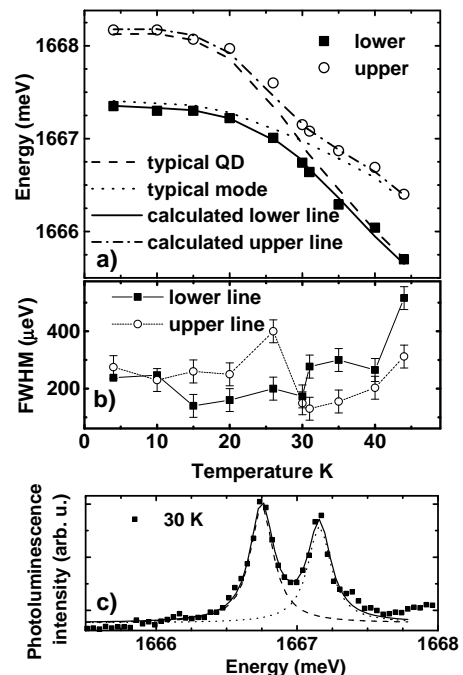 a)
1668
1667
1666
Energy (meV)
lower
upper
typical QD
typical mode
calculated lower line
calculated upper line
b)
400
200
FWHM (μeV)
lower line
upper line
0 10 20 30 40
Temperature K
30 K
c)
Photoluminescence
intensity (arb. u.)
1666 1667 1668
Energy (meV)